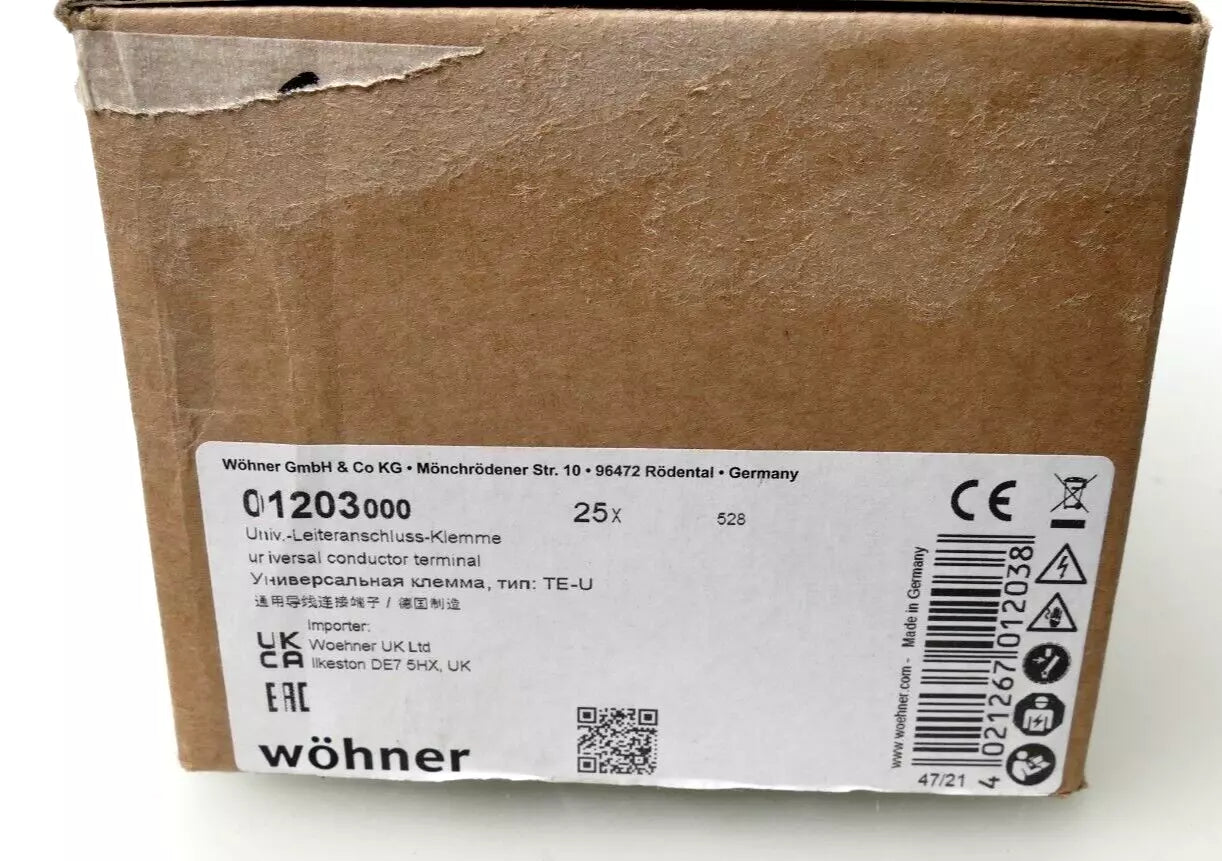 Wöhner GmbH & Co KG • Mönchrödener Str. 10 • 96472 Rödental • Germany
01203000
25x
528
Univ.-Leiteranschluss-Klemme
universal conductor terminal
Универсальная клемма, тип: TE-U
通用导线连接端子 / 德国制造
UK
CA
Importer:
Woehner UK Ltd
Ilkeston DE7 5HX, UK
EAC
wöhner
CE
www.woehner.com - Made in Germany
4 021267 012038
47/21